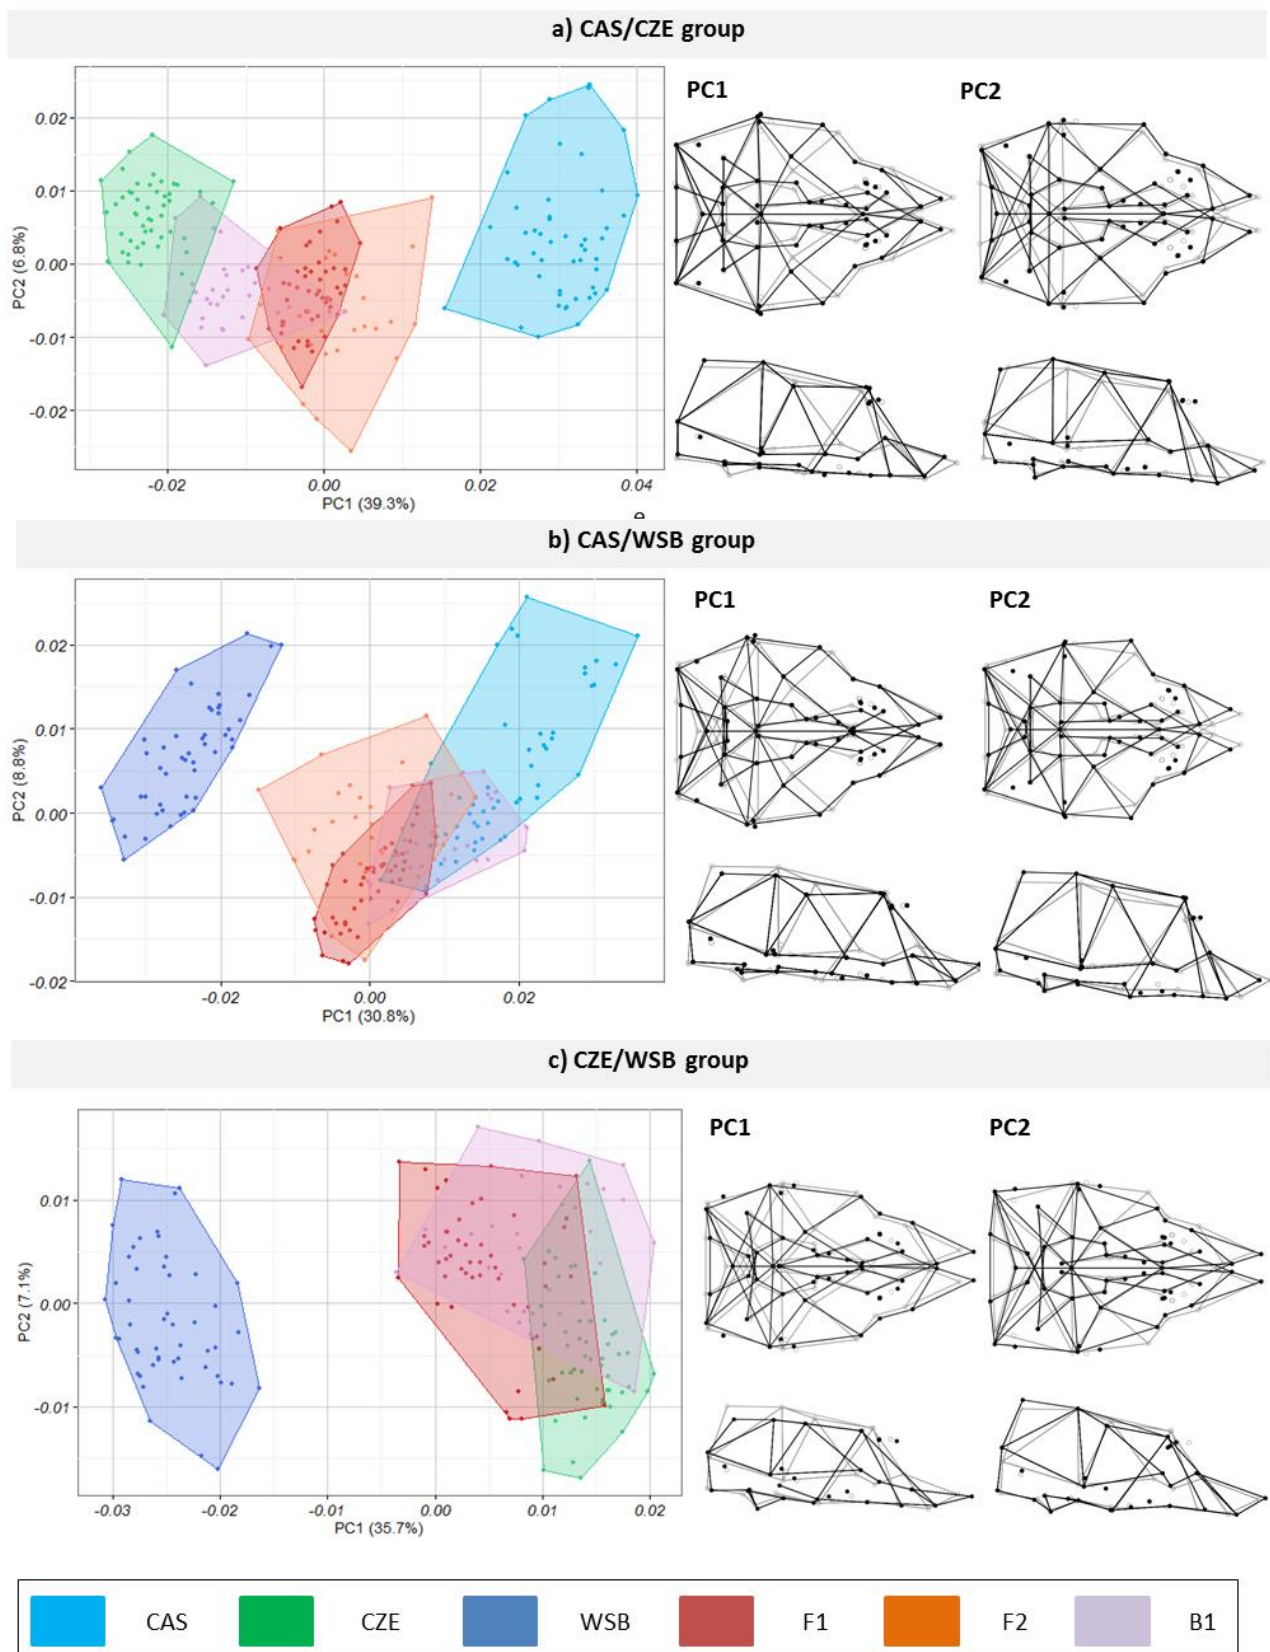 a) CAS/CZE group
PC1
PC2
0.02
0.01
0.00
-0.01
-0.02
PC2 (6.8%)
-0.02 0.00 0.02 0.04
PC1 (39.3%)
e
b) CAS/WSB group
PC1
PC2
0.02
0.01
0.00
-0.01
-0.02
PC2 (8.8%)
-0.02 0.00 0.02
PC1 (30.8%)
c) CZE/WSB group
PC1
PC2
0.01
0.00
-0.01
PC2 (7.1%)
-0.03 -0.02 -0.01 0.00 0.01 0.02
PC1 (35.7%)
CAS CZE WSB F1 F2 B1